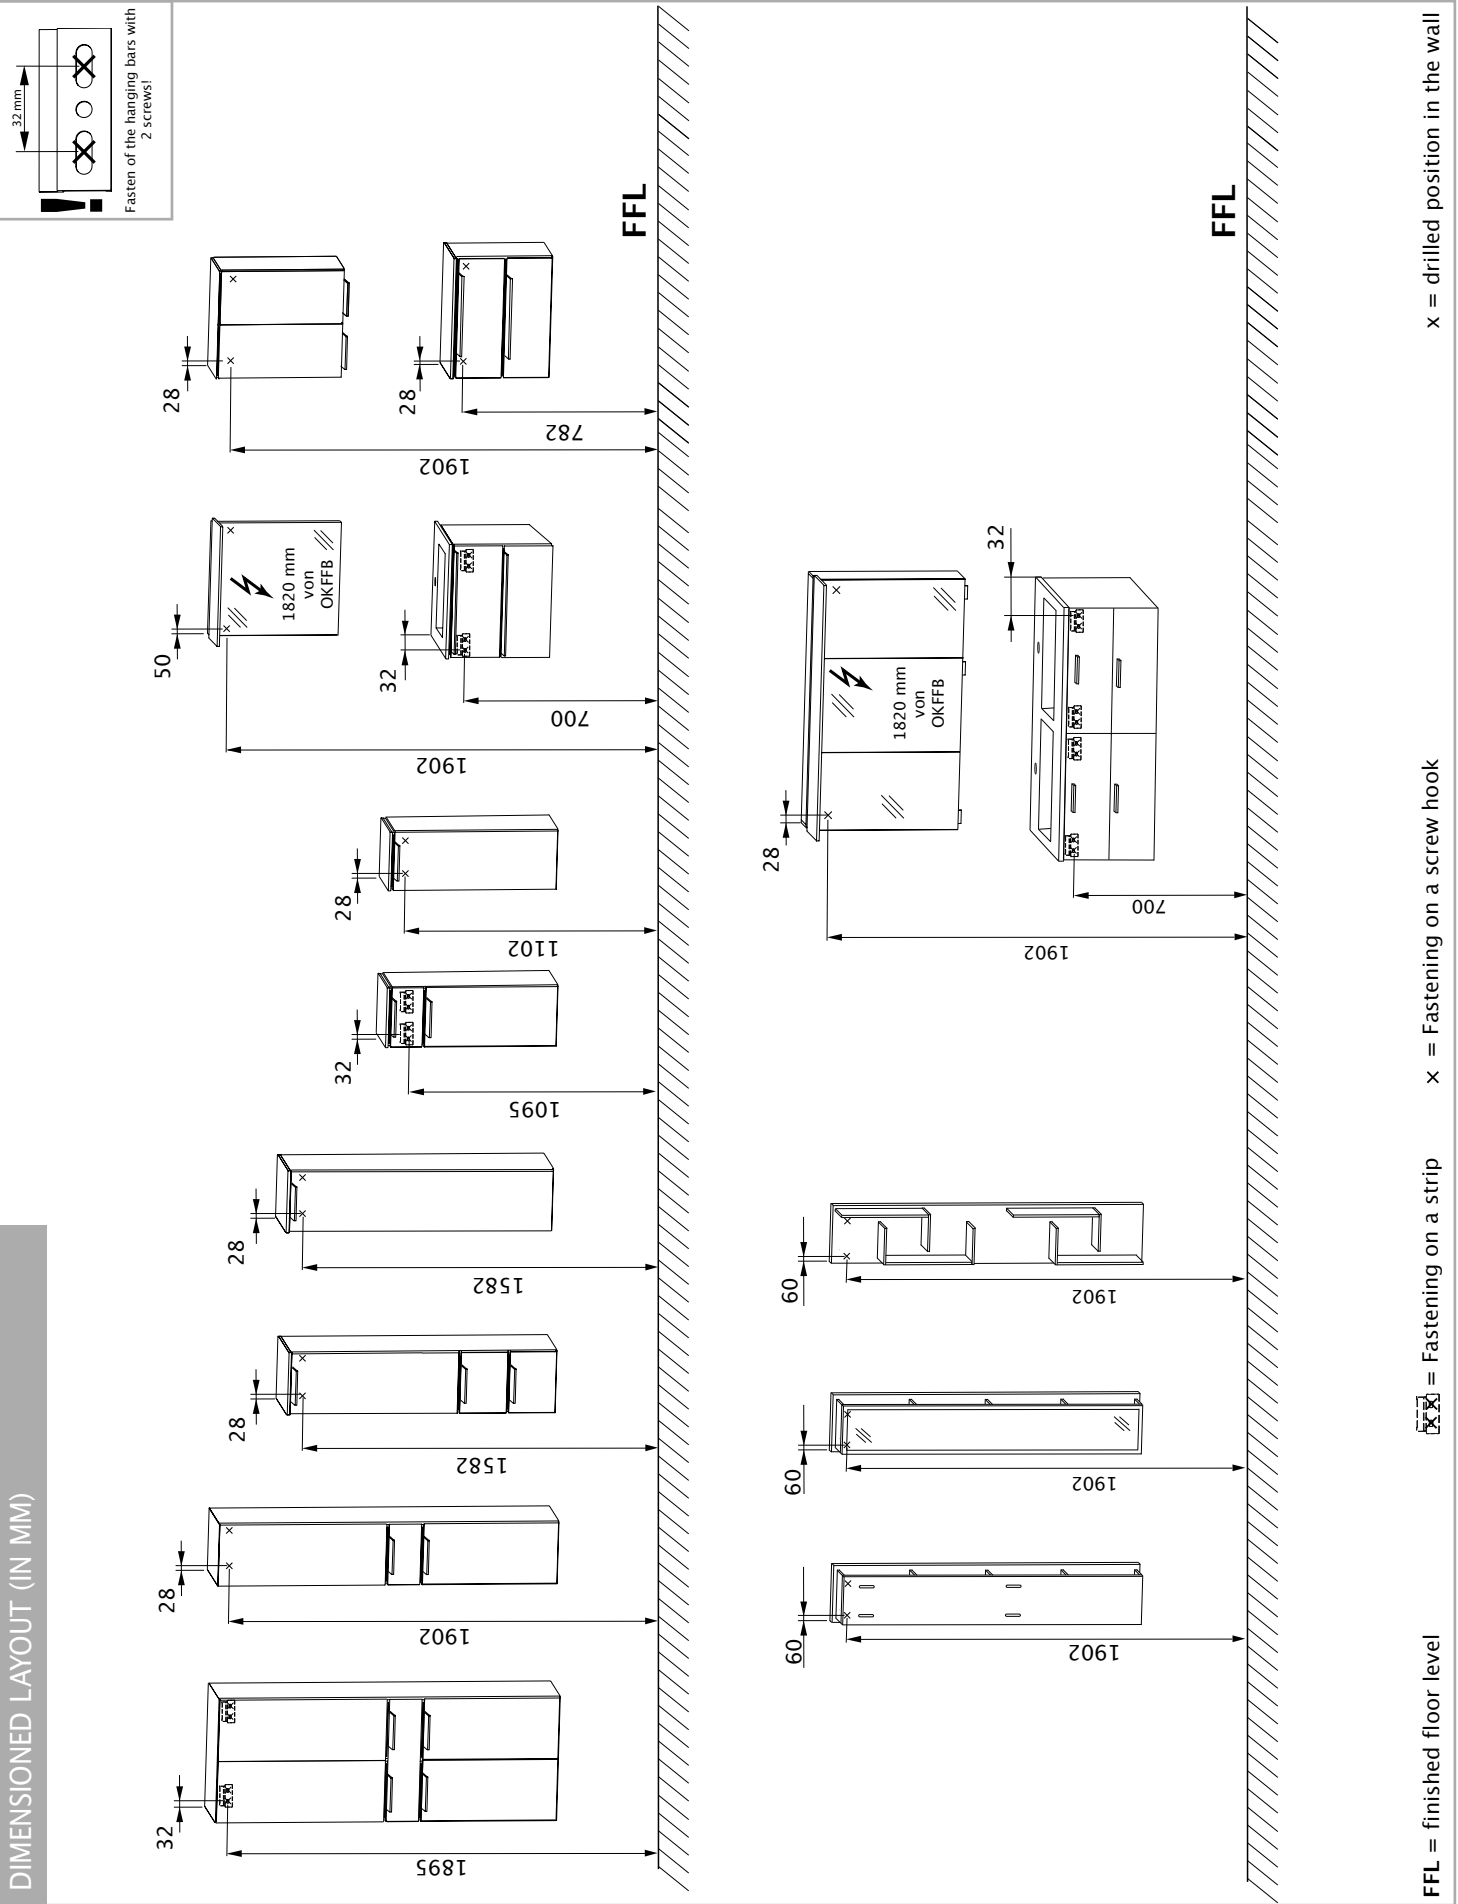 DIMENSIONED LAYOUT (IN MM)
32 mm
Fasten of the hanging bars with
2 screws!
32
1895
28
1902
28
1582
28
1582
32
1095
28
1102
50
1820 mm
von
OKFFB
1902
32
700
28
1902
28
782
FFL
60
1902
60
1902
60
1902
28
1820 mm
von
OKFFB
1902
32
700
FFL
FFL = finished floor level
= Fastening on a strip
x = Fastening on a screw hook
x = drilled position in the wall